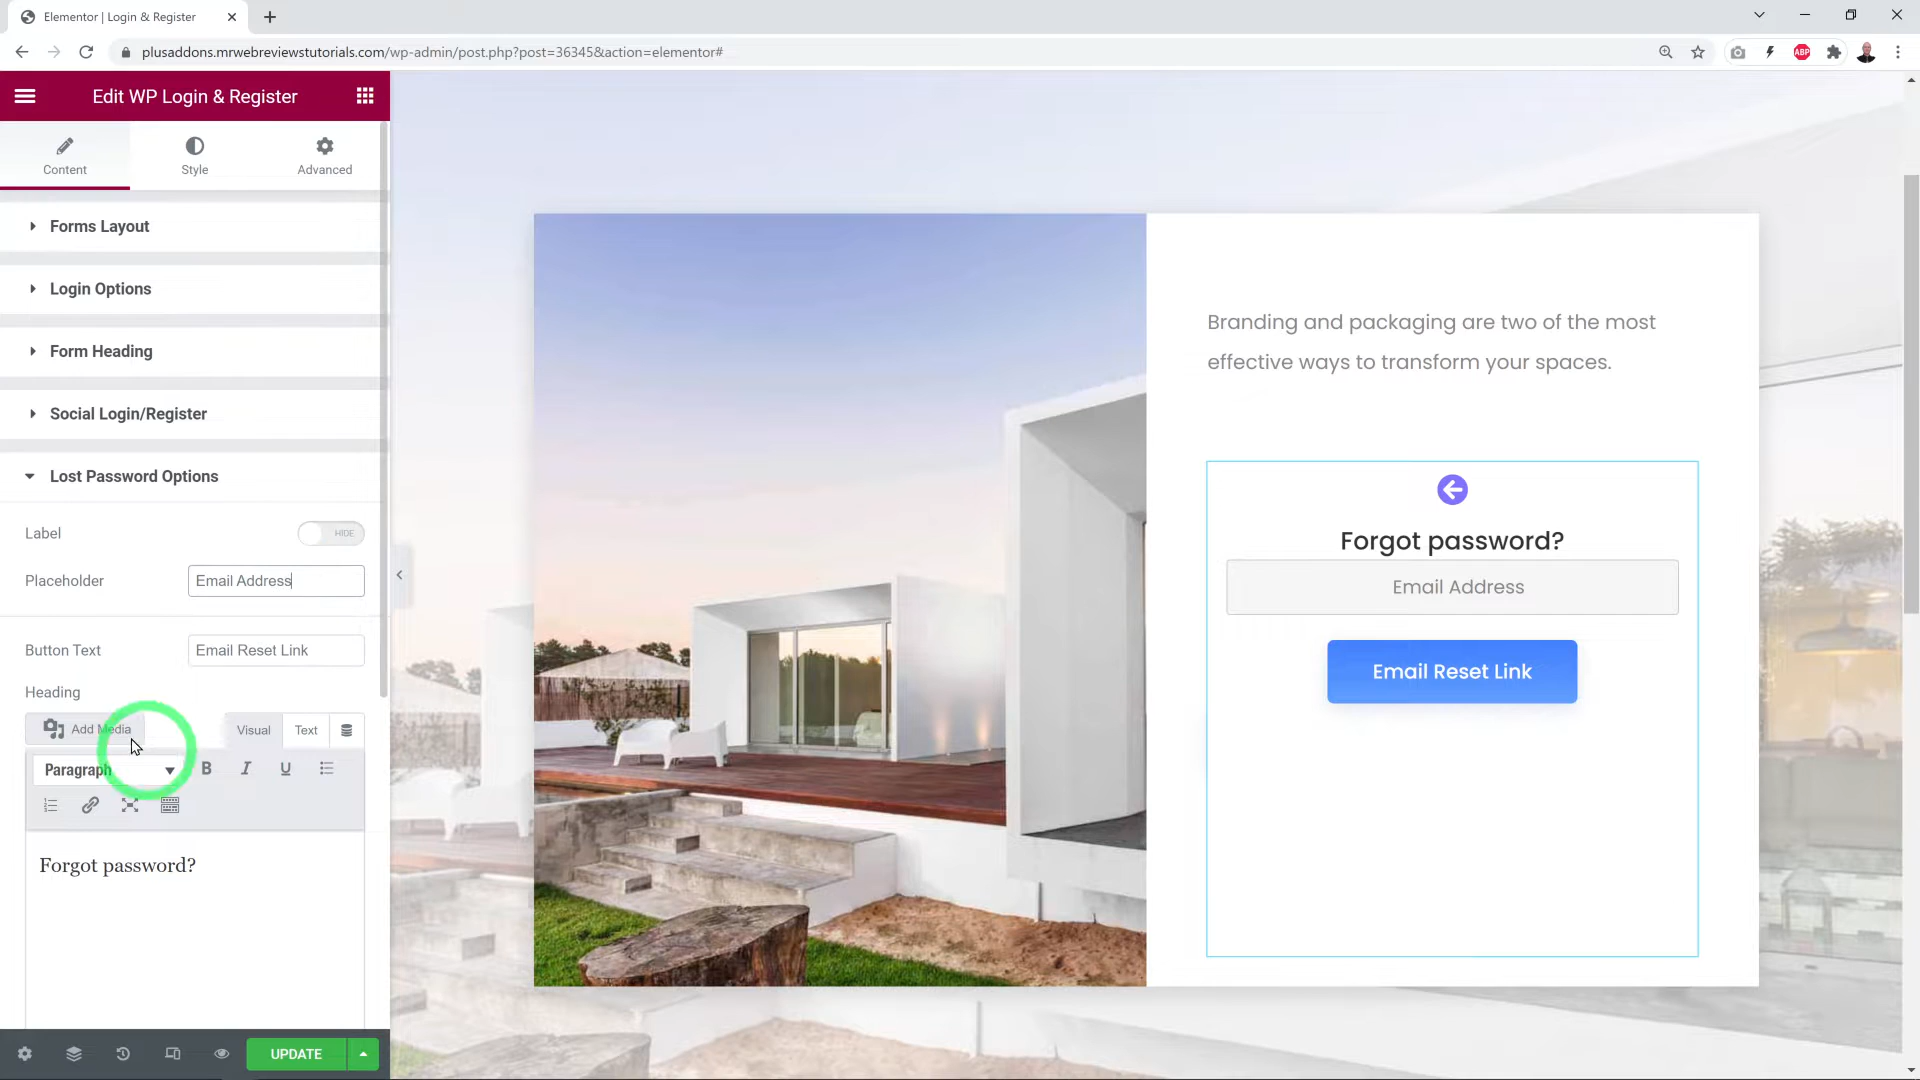 Elementor | Login & Register
plusaddons.mrwebreviewstutorials.com/wp-admin/post.php?post=36345&action=elementor#
ABP
Edit WP Login & Register
Content
Style
Advanced
Forms Layout
Login Options
Form Heading
Social Login/Register
Lost Password Options
Label
HIDE
Placeholder
Email Address
Button Text
Email Reset Link
Heading
Add Media
Visual
Text
Paragraph
B I U
Forgot password?
UPDATE
Branding and packaging are two of the most
effective ways to transform your spaces.
Forgot password?
Email Address
Email Reset Link